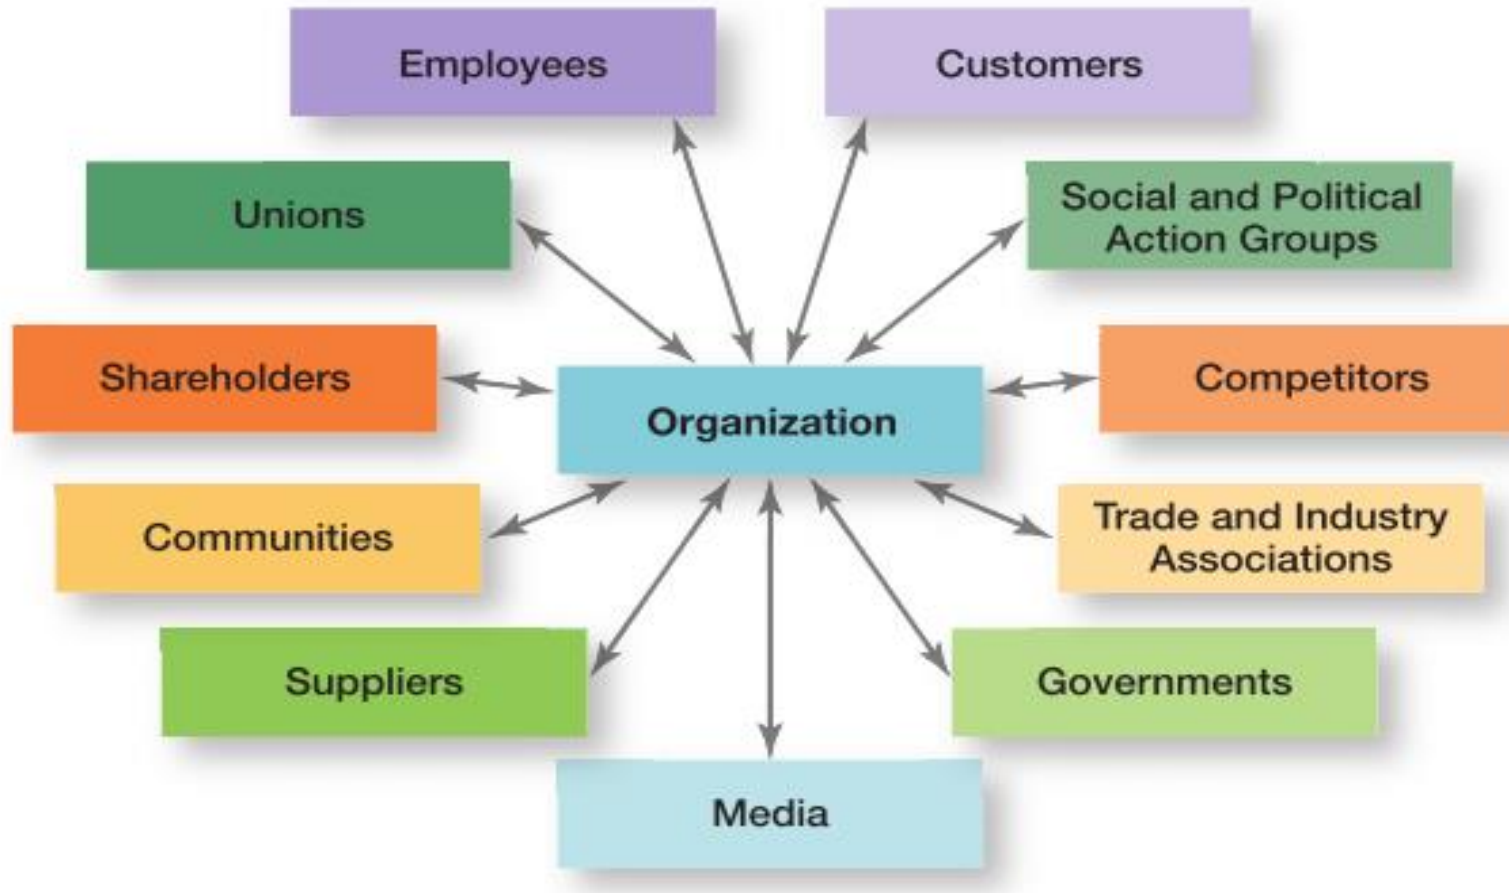 Employees
Customers
Unions
Social and Political
Action Groups
Shareholders
Competitors
Organization
Communities
Trade and Industry
Associations
Suppliers
Governments
Media